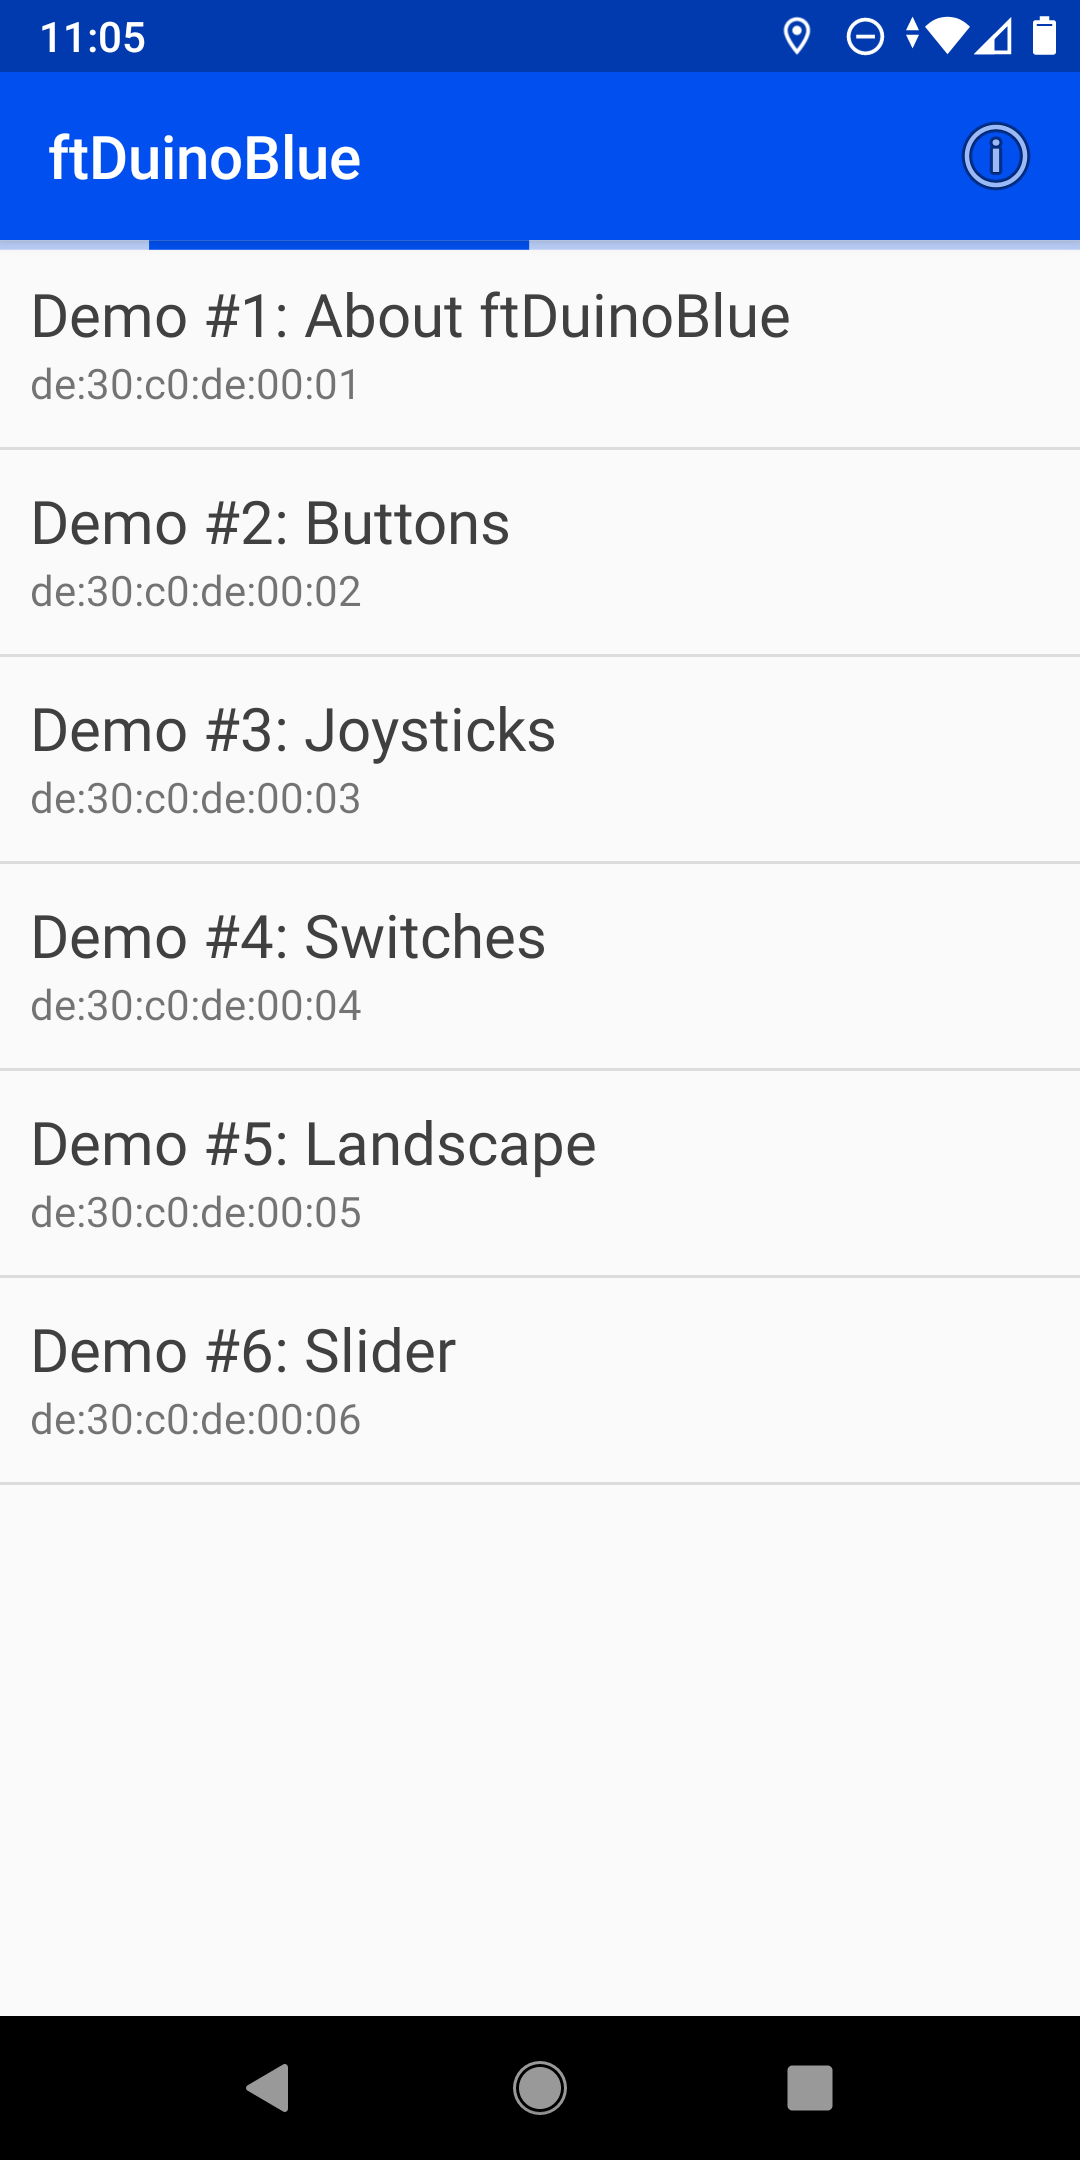 11:05
ftDuinoBlue
Demo #1: About ftDuinoBlue
de:30:c0:de:00:01
Demo #2: Buttons
de:30:c0:de:00:02
Demo #3: Joysticks
de:30:c0:de:00:03
Demo #4: Switches
de:30:c0:de:00:04
Demo #5: Landscape
de:30:c0:de:00:05
Demo #6: Slider
de:30:c0:de:00:06